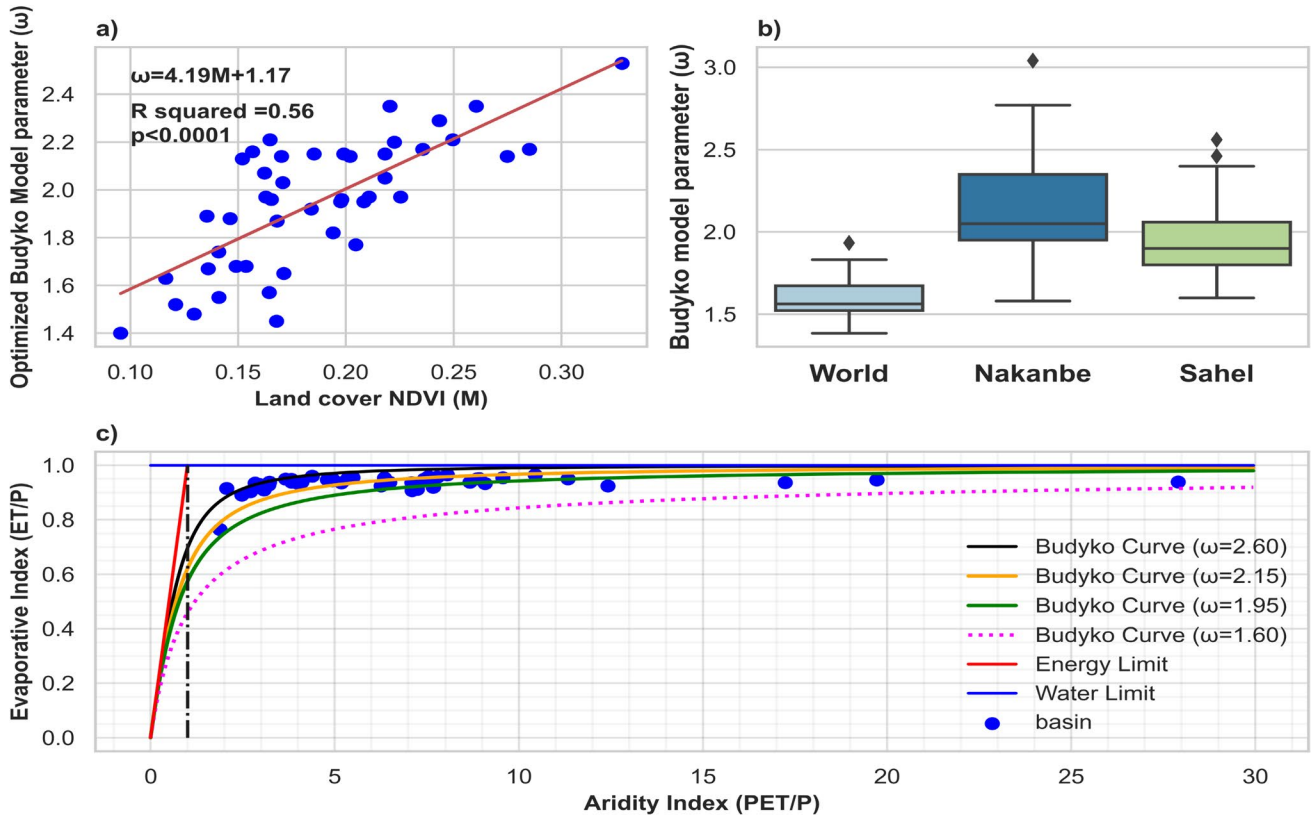 a)
ω=4.19M+1.17
R squared =0.56
p<0.0001
Optimized Budyko Model parameter (ω)
2.4
2.2
2.0
1.8
1.6
1.4
0.10 0.15 0.20 0.25 0.30
Land cover NDVI (M)
b)
Budyko model parameter (ω)
3.0
2.5
2.0
1.5
World Nakanbe Sahel
c)
Evaporative Index (ET/P)
1.0
0.8
0.6
0.4
0.2
0.0
Budyko Curve (ω=2.60)
Budyko Curve (ω=2.15)
Budyko Curve (ω=1.95)
Budyko Curve (ω=1.60)
Energy Limit
Water Limit
basin
0 5 10 15 20 25 30
Aridity Index (PET/P)